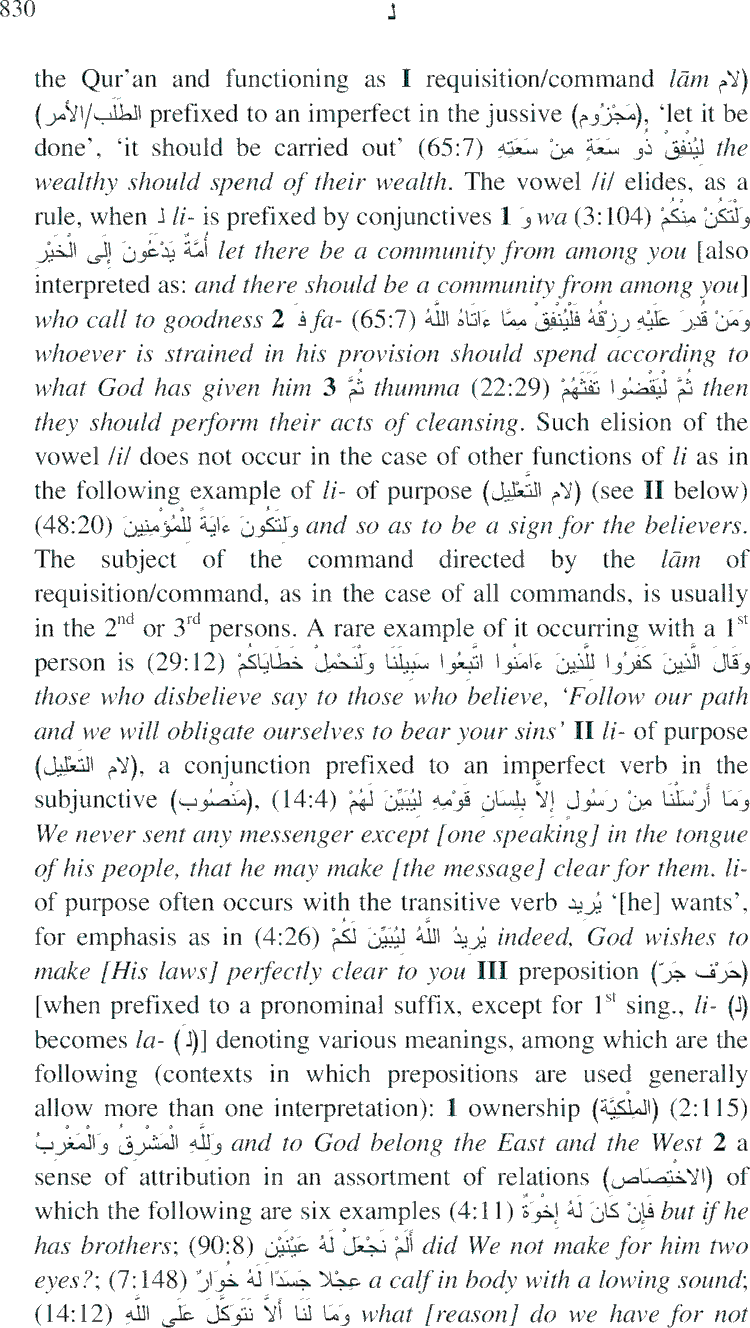 830 لـ
the Qur'an and functioning as I requisition/command lām (لام
الطَلَب/الأمر) prefixed to an imperfect in the jussive (مَجْزُوم), 'let it be
done', 'it should be carried out' (65:7) لِيُنْفِقْ ذُو سَعَةٍ مِنْ سَعَتِهِ the
wealthy should spend of their wealth. The vowel /i/ elides, as a
rule, when لـ li- is prefixed by conjunctives 1 وَ wa (3:104) وَلْتَكُنْ مِنْكُمْ
أُمَّةٌ يَدْعُونَ إِلَى الْخَيْرِ let there be a community from among you [also
interpreted as: and there should be a community from among you]
who call to goodness 2 فَـ fa- (65:7) وَمَنْ قُدِرَ عَلَيْهِ رِزْقُهُ فَلْيُنْفِقْ مِمَّا ءَاتَاهُ اللَّهُ
whoever is strained in his provision should spend according to
what God has given him 3 ثُمَّ thumma (22:29) ثُمَّ لْيَقْضُوا تَفَثَهُمْ then
they should perform their acts of cleansing. Such elision of the
vowel /i/ does not occur in the case of other functions of li as in
the following example of li- of purpose (لام التَّعْلِيل) (see II below)
(48:20) وَلِتَكُونَ ءَايَةً لِلْمُؤْمِنِينَ and so as to be a sign for the believers.
The subject of the command directed by the lām of
requisition/command, as in the case of all commands, is usually
in the 2nd or 3rd persons. A rare example of it occurring with a 1st
person is (29:12) وَقَالَ الَّذِينَ كَفَرُوا لِلَّذِينَ ءَامَنُوا اتَّبِعُوا سَبِيلَنَا وَلْنَحْمِلْ خَطَايَاكُمْ
those who disbelieve say to those who believe, 'Follow our path
and we will obligate ourselves to bear your sins' II li- of purpose
(لام التَعْلِيل), a conjunction prefixed to an imperfect verb in the
subjunctive (مَنْصُوب), (14:4) وَمَا أَرْسَلْنَا مِنْ رَسُولٍ إِلاَّ بِلِسَانِ قَوْمِهِ لِيُبَيِّنَ لَهُمْ
We never sent any messenger except [one speaking] in the tongue
of his people, that he may make [the message] clear for them. li-
of purpose often occurs with the transitive verb يُرِيد '[he] wants',
for emphasis as in (4:26) يُرِيدُ اللَّهُ لِيُبَيِّنَ لَكُمْ indeed, God wishes to
make [His laws] perfectly clear to you III preposition (حَرْف جَرّ)
[when prefixed to a pronominal suffix, except for 1st sing., li- (لِـ)
becomes la- (لَـ)] denoting various meanings, among which are the
following (contexts in which prepositions are used generally
allow more than one interpretation): 1 ownership (المِلْكِيَّة) (2:115)
وَلِلَّهِ الْمَشْرِقُ وَالْمَغْرِبُ and to God belong the East and the West 2 a
sense of attribution in an assortment of relations (الاخْتِصَاص) of
which the following are six examples (4:11) فَإِنْ كَانَ لَهُ إِخْوَةٌ but if he
has brothers; (90:8) أَلَمْ نَجْعَلْ لَهُ عَيْنَيْنِ did We not make for him two
eyes?; (7:148) عِجْلا جَسَدًا لَهُ خُوَارٌ a calf in body with a lowing sound;
(14:12) وَمَا لَنَا أَلاَّ نَتَوَكَّلَ عَلَى اللَّهِ what [reason] do we have for not